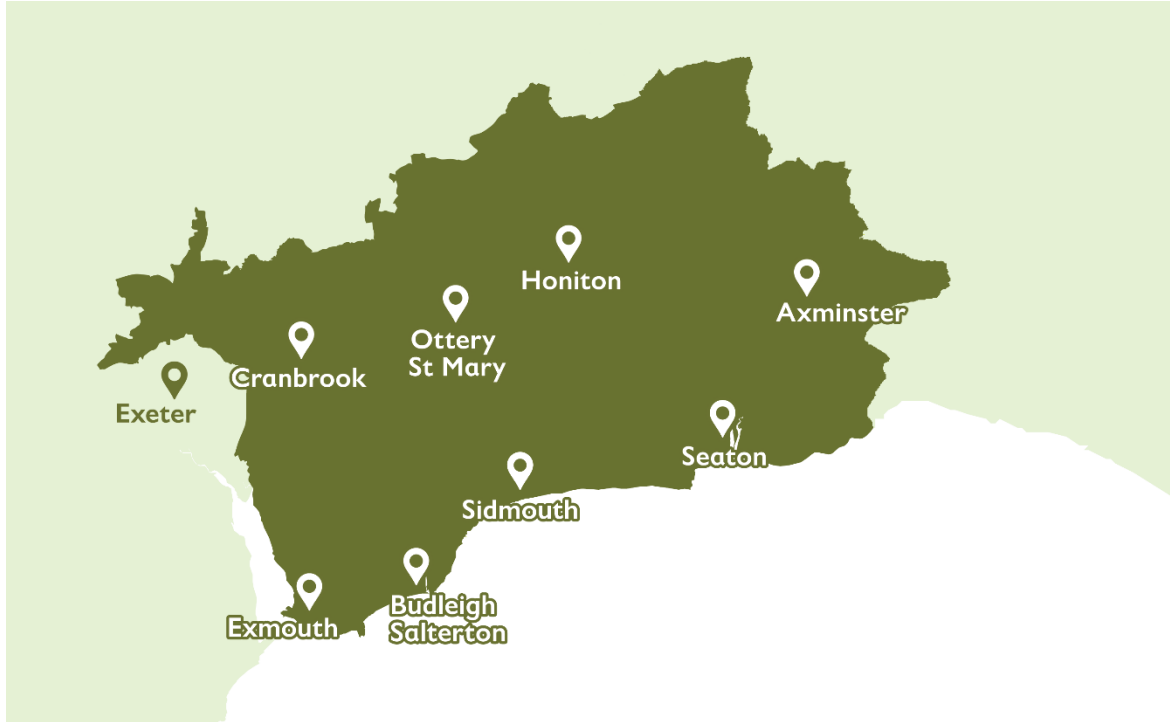 Honiton
Axminster
Ottery
St Mary
Cranbrook
Exeter
Seaton
Sidmouth
Budleigh
Salterton
Exmouth